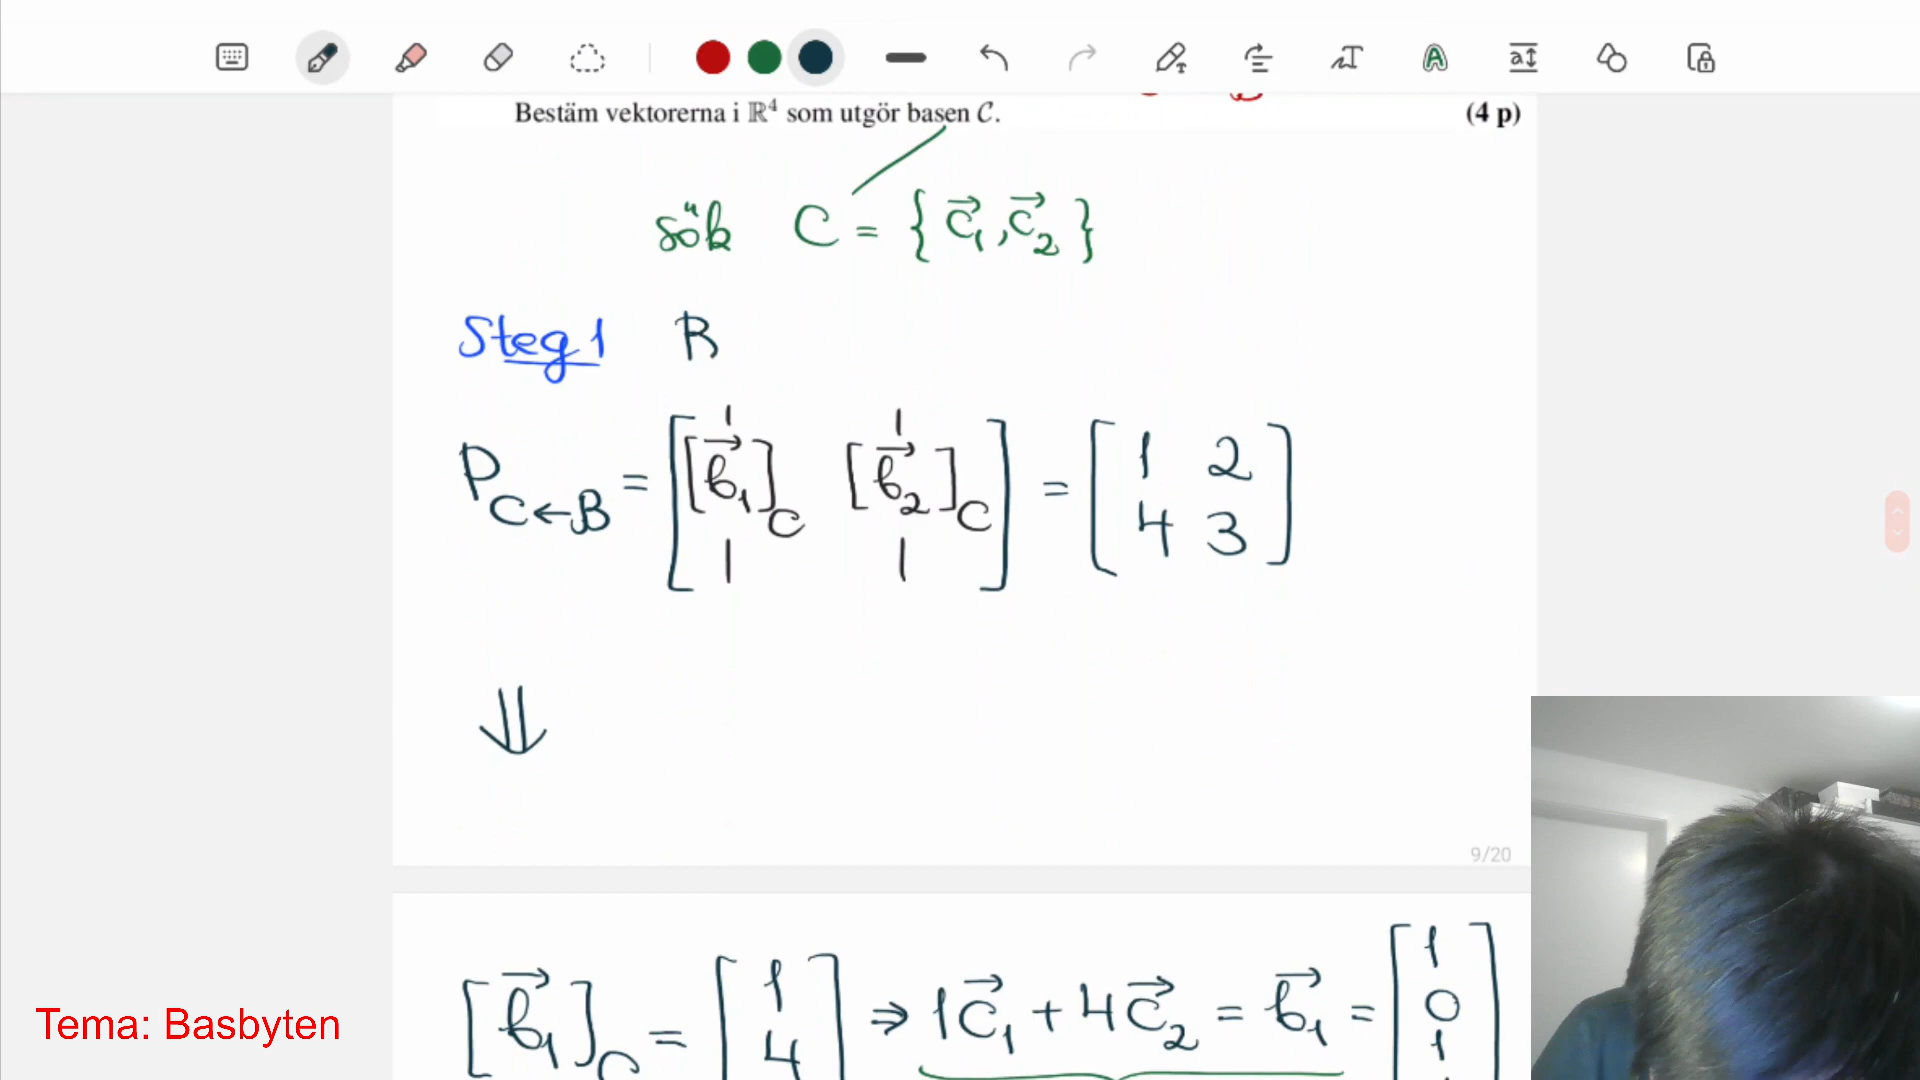 Bestäm vektorerna i ℝ⁴ som utgör basen 𝒞. (4 p)
sök C = { c⃗₁, c⃗₂ }
Steg 1 B
P_{C←B} = [ [b⃗₁]_C [b⃗₂]_C ] = [ 1 2
4 3 ]
⇓
9/20
[b⃗₁]_C = [ 1 4 ] ⇒ 1c⃗₁ + 4c⃗₂ = b⃗₁ = [ 1 0 1
Tema: Basbyten